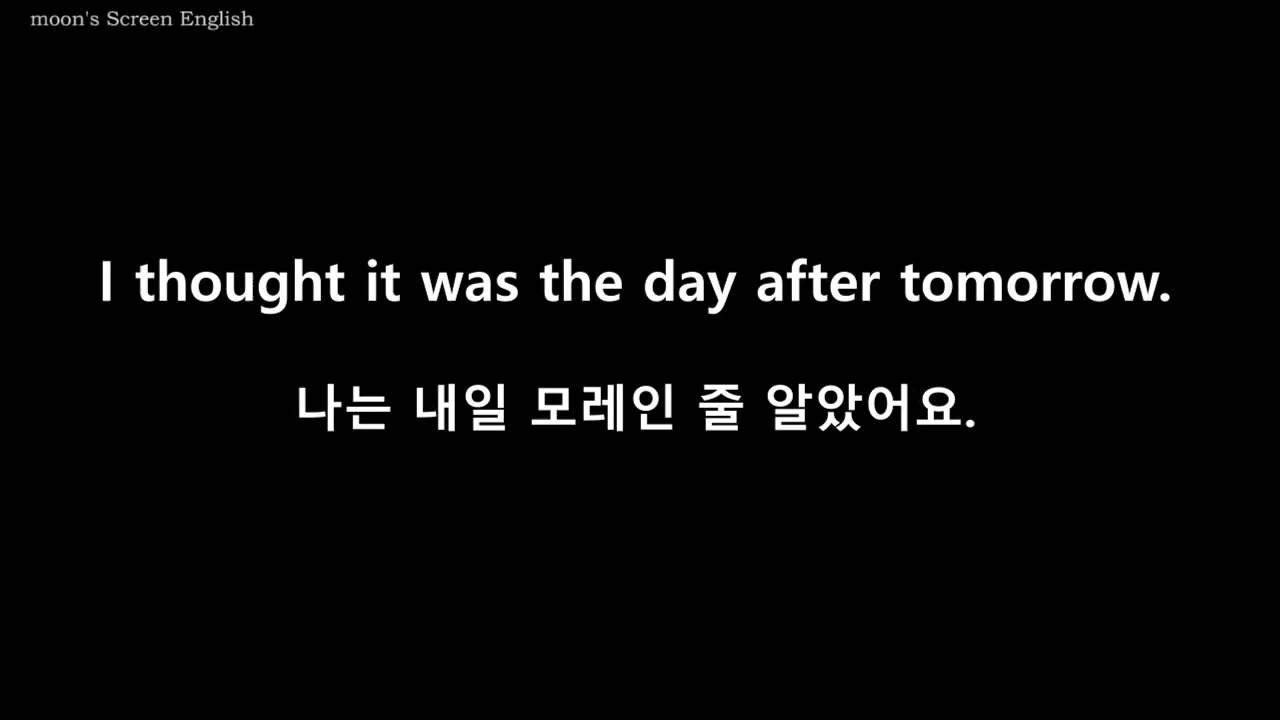 moon's Screen English
I thought it was the day after tomorrow.
나는 내일 모레인 줄 알았어요.